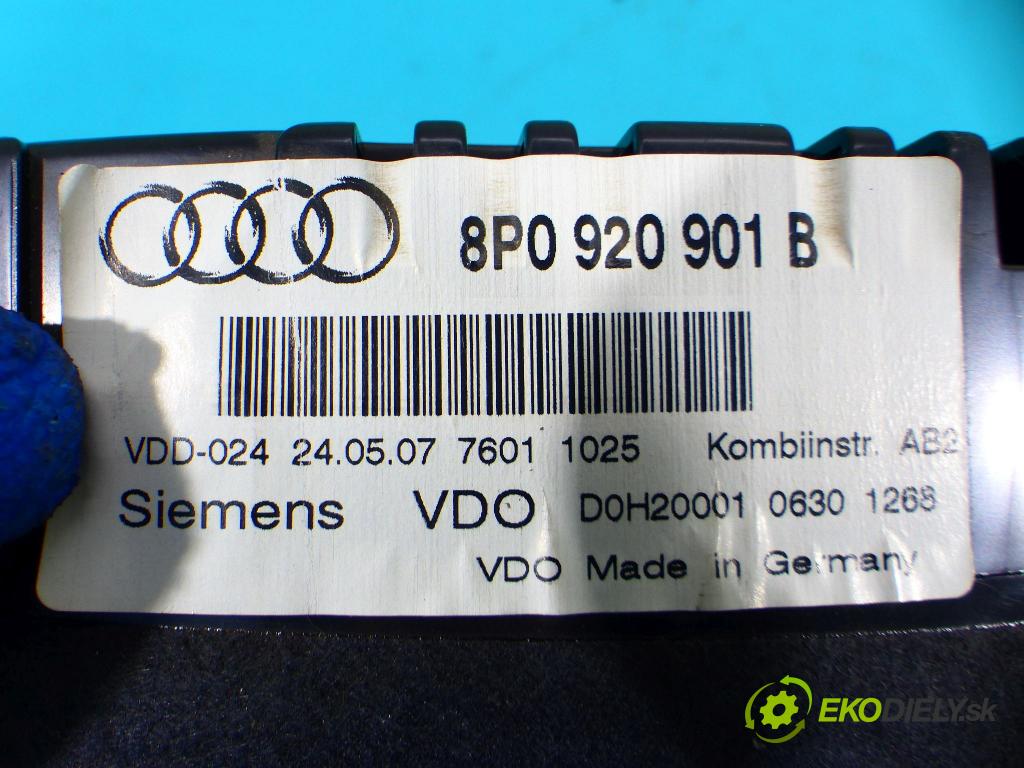 8P0 920 901 B
VDD-024 24.05.07 7601 1025 Kombiinstr. AB2
Siemens VDO D0H20001 0630 1268
VDO Made in Germany
EKODIELY.sk